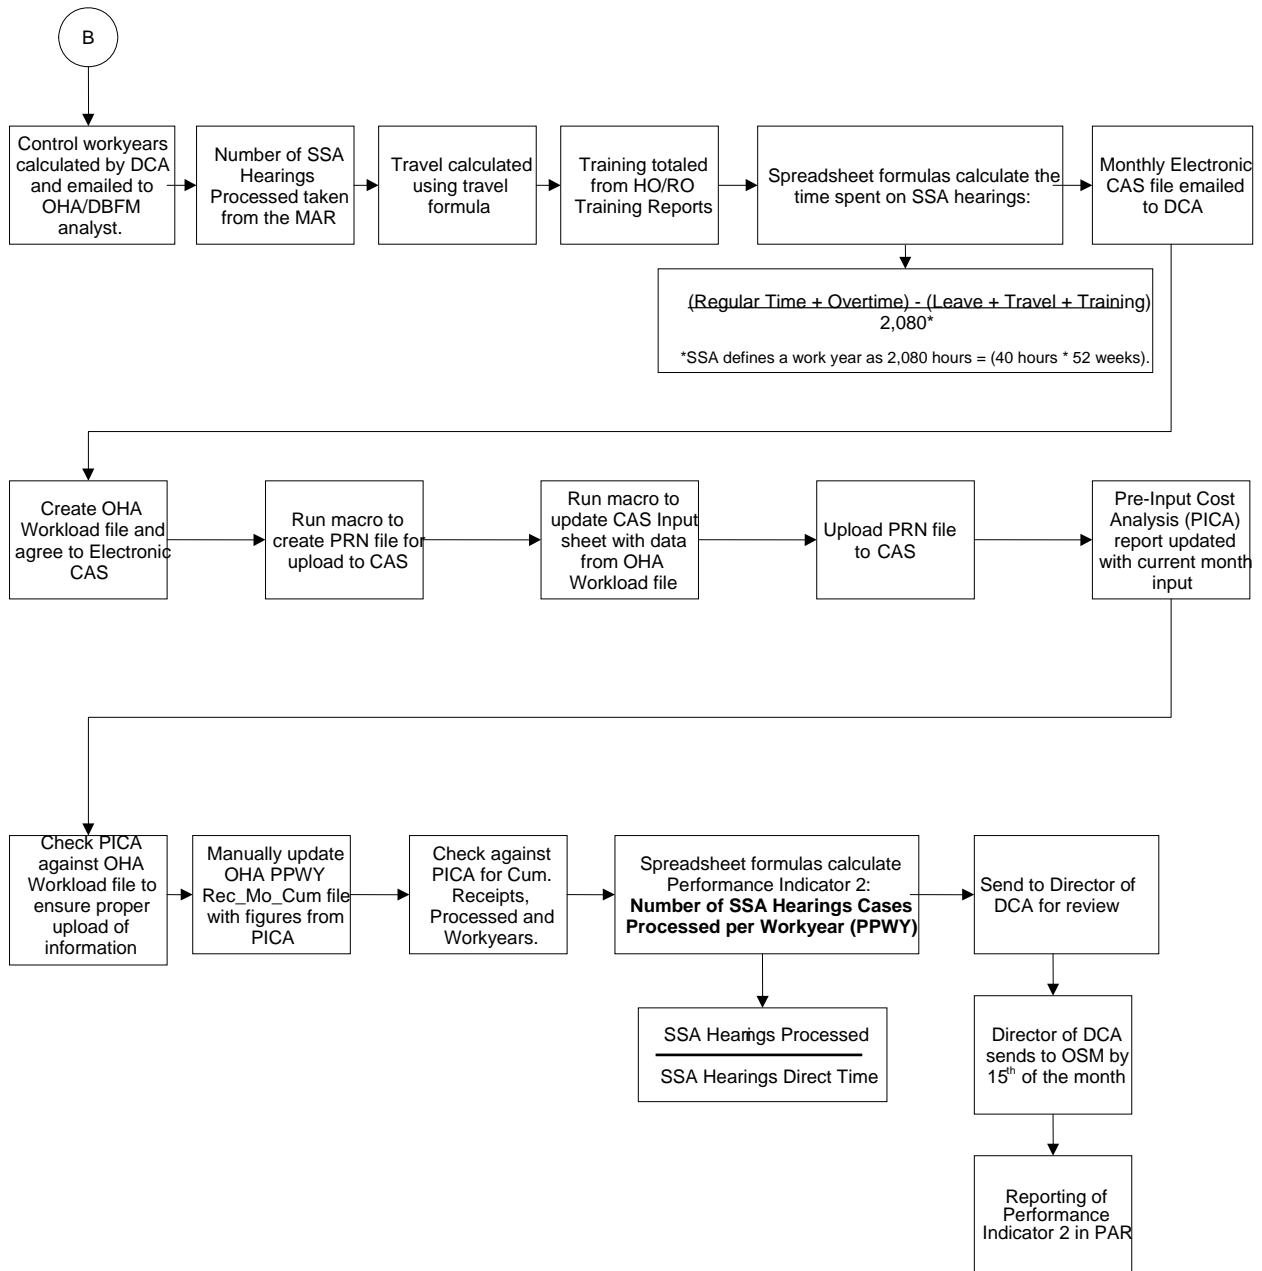 B
Control workyears
calculated by DCA
and emailed to
OHA/DBFM
analyst.
Number of SSA
Hearings
Processed taken
from the MAR
Travel calculated
using travel
formula
Training totaled
from HO/RO
Training Reports
Spreadsheet formulas calculate the
time spent on SSA hearings:
Monthly Electronic
CAS file emailed
to DCA
(Regular Time + Overtime) - (Leave + Travel + Training)
2,080*
*SSA defines a work year as 2,080 hours = (40 hours * 52 weeks).
Create OHA
Workload file and
agree to Electronic
CAS
Run macro to
create PRN file for
upload to CAS
Run macro to
update CAS Input
sheet with data
from OHA
Workload file
Upload PRN file
to CAS
Pre-Input Cost
Analysis (PICA)
report updated
with current month
input
Check PICA
against OHA
Workload file to
ensure proper
upload of
information
Manually update
OHA PPWY
Rec_Mo_Cum file
with figures from
PICA
Check against
PICA for Cum.
Receipts,
Processed and
Workyears.
Spreadsheet formulas calculate
Performance Indicator 2:
Number of SSA Hearings Cases
Processed per Workyear (PPWY)
Send to Director of
DCA for review
SSA Hearings Processed
SSA Hearings Direct Time
Director of DCA
sends to OSM by
15th of the month
Reporting of
Performance
Indicator 2 in PAR